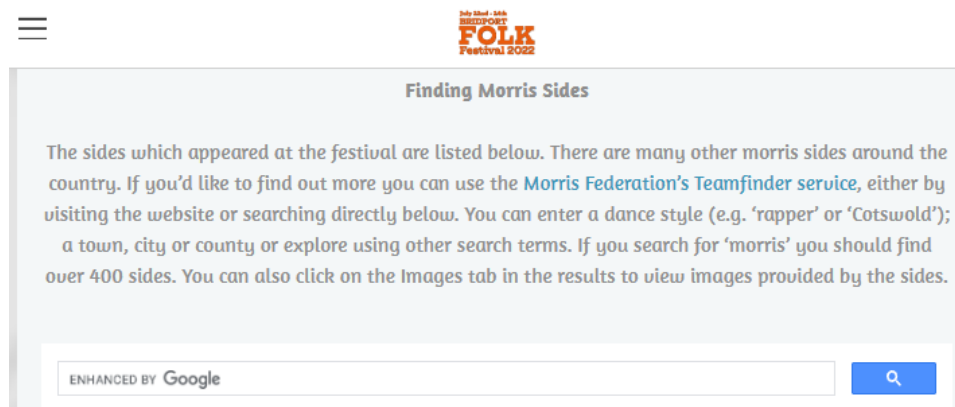 July 22nd - 24th
BRIDPORT
FOLK
Festival 2022
Finding Morris Sides
The sides which appeared at the festival are listed below. There are many other morris sides around the
country. If you'd like to find out more you can use the Morris Federation's Teamfinder service, either by
visiting the website or searching directly below. You can enter a dance style (e.g. 'rapper' or 'Cotswold');
a town, city or county or explore using other search terms. If you search for 'morris' you should find
over 400 sides. You can also click on the Images tab in the results to view images provided by the sides.
ENHANCED BY Google